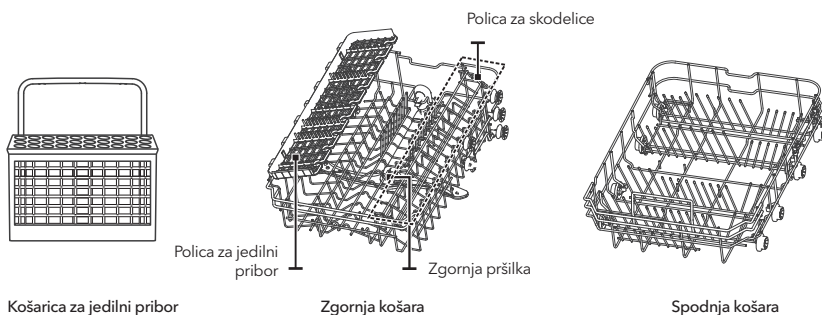 Polica za skodelice
Polica za jedilni
pribor
Zgornja pršilka
Košarica za jedilni pribor
Zgornja košara
Spodnja košara